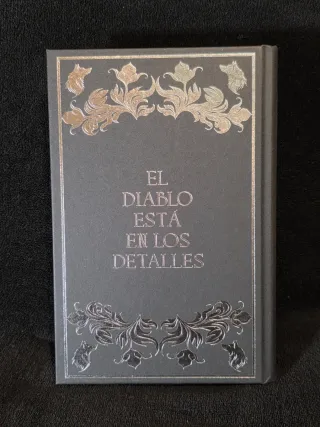 EL
DIABLO
ESTÁ
EN LOS
DETALLES